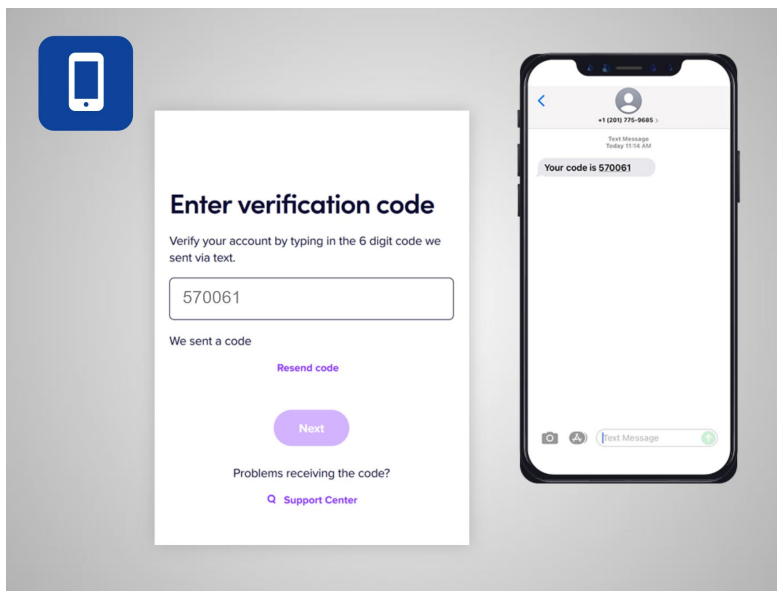 Enter verification code
Verify your account by typing in the 6 digit code we
sent via text.
570061
We sent a code
Resend code
Next
Problems receiving the code?
Support Center
+1 (201) 775-9685 >
Text Message
Today 11:14 AM
Your code is 570061
Text Message